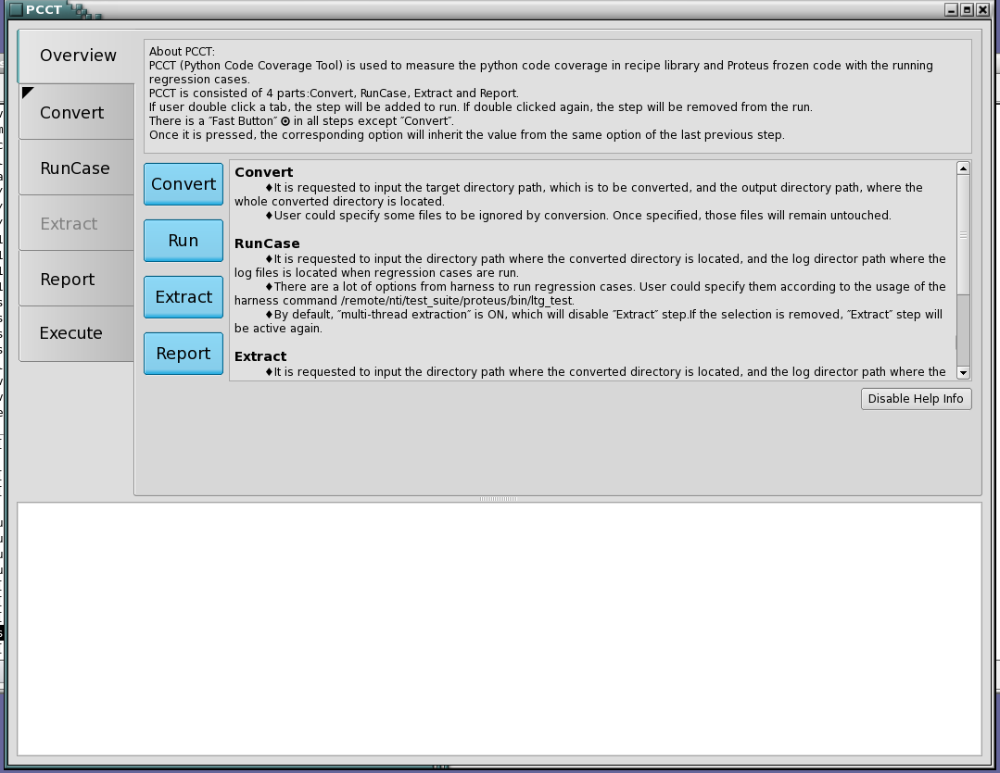 PCCT
Overview
Convert
RunCase
Extract
Report
Execute
About PCCT:
PCCT (Python Code Coverage Tool) is used to measure the python code coverage in recipe library and Proteus frozen code with the running
regression cases.
PCCT is consisted of 4 parts:Convert, RunCase, Extract and Report.
If user double click a tab, the step will be added to run. If double clicked again, the step will be removed from the run.
There is a ″Fast Button″ ⊙ in all steps except ″Convert″.
Once it is pressed, the corresponding option will inherit the value from the same option of the last previous step.
Convert
Run
Extract
Report
Convert
♦It is requested to input the target directory path, which is to be converted, and the output directory path, where the
whole converted directory is located.
♦User could specify some files to be ignored by conversion. Once specified, those files will remain untouched.
RunCase
♦It is requested to input the directory path where the converted directory is located, and the log director path where the
log files is located when regression cases are run.
♦There are a lot of options from harness to run regression cases. User could specify them according to the usage of the
harness command /remote/nti/test_suite/proteus/bin/ltg_test.
♦By default, ″multi-thread extraction″ is ON, which will disable ″Extract″ step.If the selection is removed, ″Extract″ step will
be active again.
Extract
♦It is requested to input the directory path where the converted directory is located, and the log director path where the
Disable Help Info